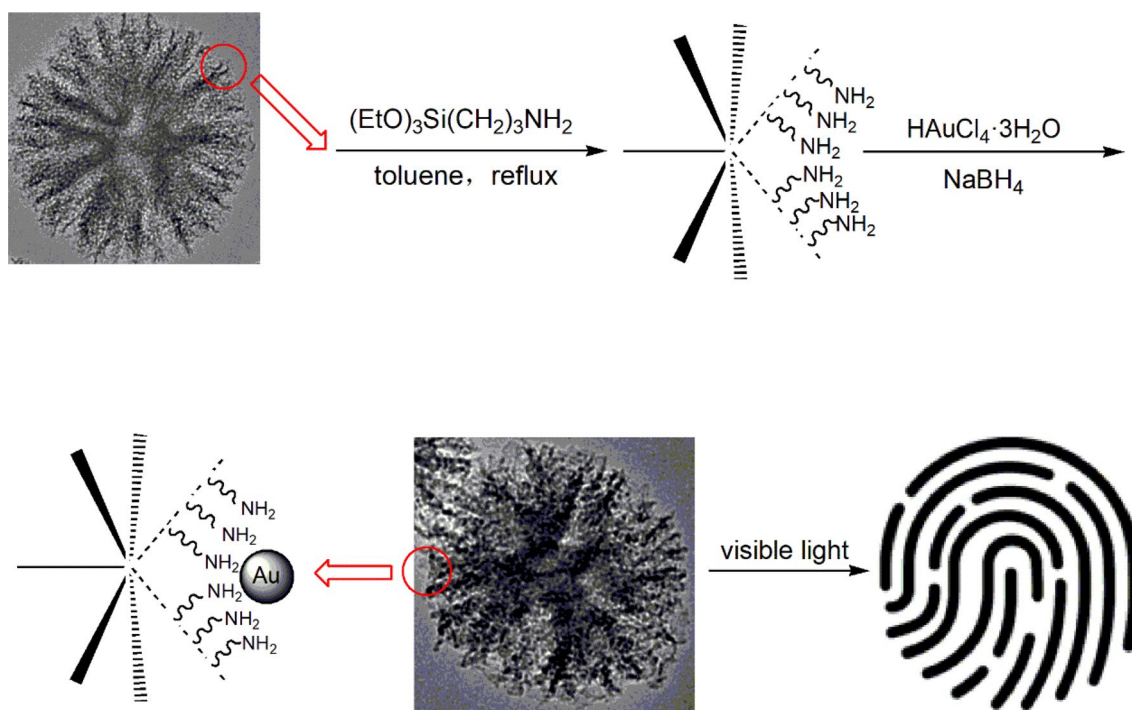 (EtO)₃Si(CH₂)₃NH₂
toluene，reflux
NH₂
NH₂
NH₂
NH₂
NH₂
NH₂
HAuCl₄·3H₂O
NaBH₄
NH₂
NH₂
NH₂
Au
NH₂
NH₂
NH₂
visible light